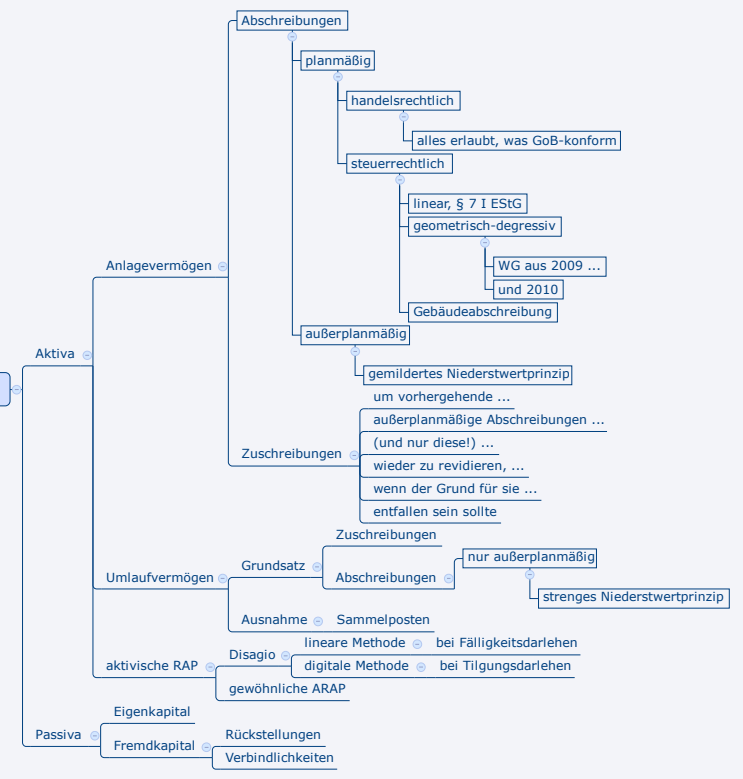 Abschreibungen
planmäßig
handelsrechtlich
alles erlaubt, was GoB-konform
steuerrechtlich
linear, § 7 I EStG
geometrisch-degressiv
WG aus 2009 ...
und 2010
Gebäudeabschreibung
außerplanmäßig
gemildertes Niederstwertprinzip
Anlagevermögen
Zuschreibungen
um vorhergehende ...
außerplanmäßige Abschreibungen ...
(und nur diese!) ...
wieder zu revidieren, ...
wenn der Grund für sie ...
entfallen sein sollte
Aktiva
Umlaufvermögen
Grundsatz
Zuschreibungen
Abschreibungen
nur außerplanmäßig
strenges Niederstwertprinzip
Ausnahme
Sammelposten
aktivische RAP
Disagio
lineare Methode
bei Fälligkeitsdarlehen
digitale Methode
bei Tilgungsdarlehen
gewöhnliche ARAP
Passiva
Eigenkapital
Fremdkapital
Rückstellungen
Verbindlichkeiten